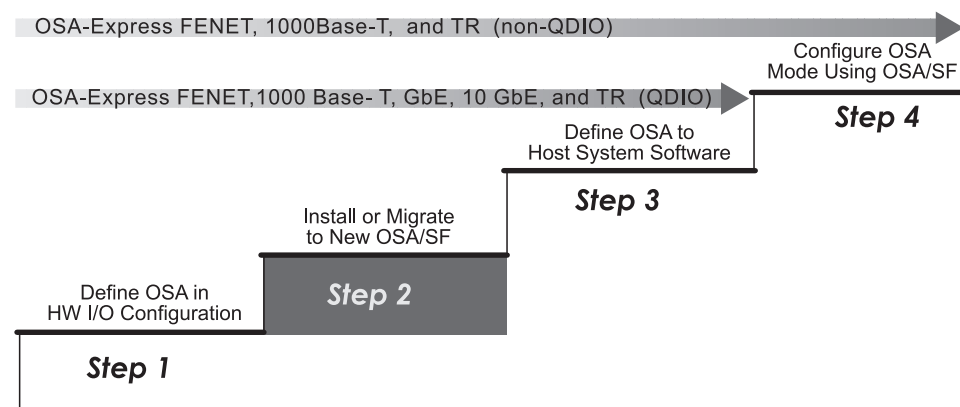 OSA-Express FENET, 1000Base-T, and TR (non-QDIO)
Configure OSA
Mode Using OSA/SF
Step 4
OSA-Express FENET,1000 Base- T, GbE, 10 GbE, and TR (QDIO)
Define OSA to
Host System Software
Step 3
Install or Migrate
to New OSA/SF
Step 2
Define OSA in
HW I/O Configuration
Step 1